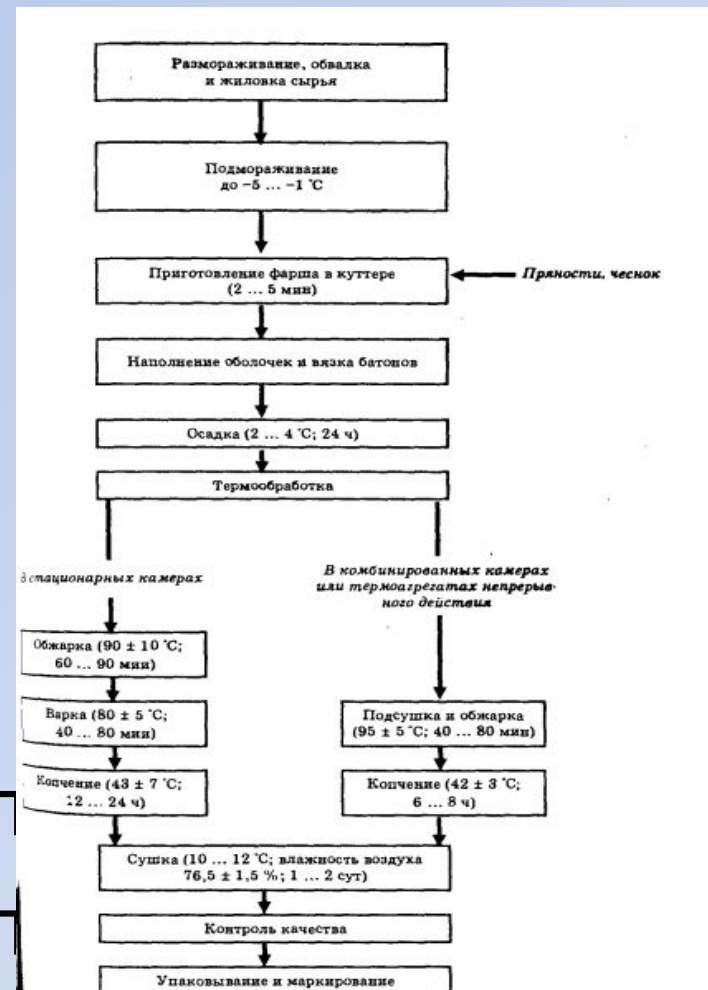 Размораживание, обвалка
и жиловка сырья
Подмораживание
до −5 ... −1 °С
Приготовление фарша в куттере
(2 ... 5 мин)
Пряности, чеснок
Наполнение оболочек и вязка батонов
Осадка (2 ... 4 °С; 24 ч)
Термообработка
В стационарных камерах
В комбинированных камерах
или термоагрегатах непрерыв-
ного действия
Обжарка (90 ± 10 °С;
60 ... 90 мин)
Варка (80 ± 5 °С;
40 ... 80 мин)
Копчение (43 ± 7 °С;
12 ... 24 ч)
Подсушка и обжарка
(95 ± 5 °С; 40 ... 80 мин)
Копчение (42 ± 3 °С;
6 ... 8 ч)
Сушка (10 ... 12 °С; влажность воздуха
76,5 ± 1,5 %; 1 ... 2 сут)
Контроль качества
Упаковывание и маркирование